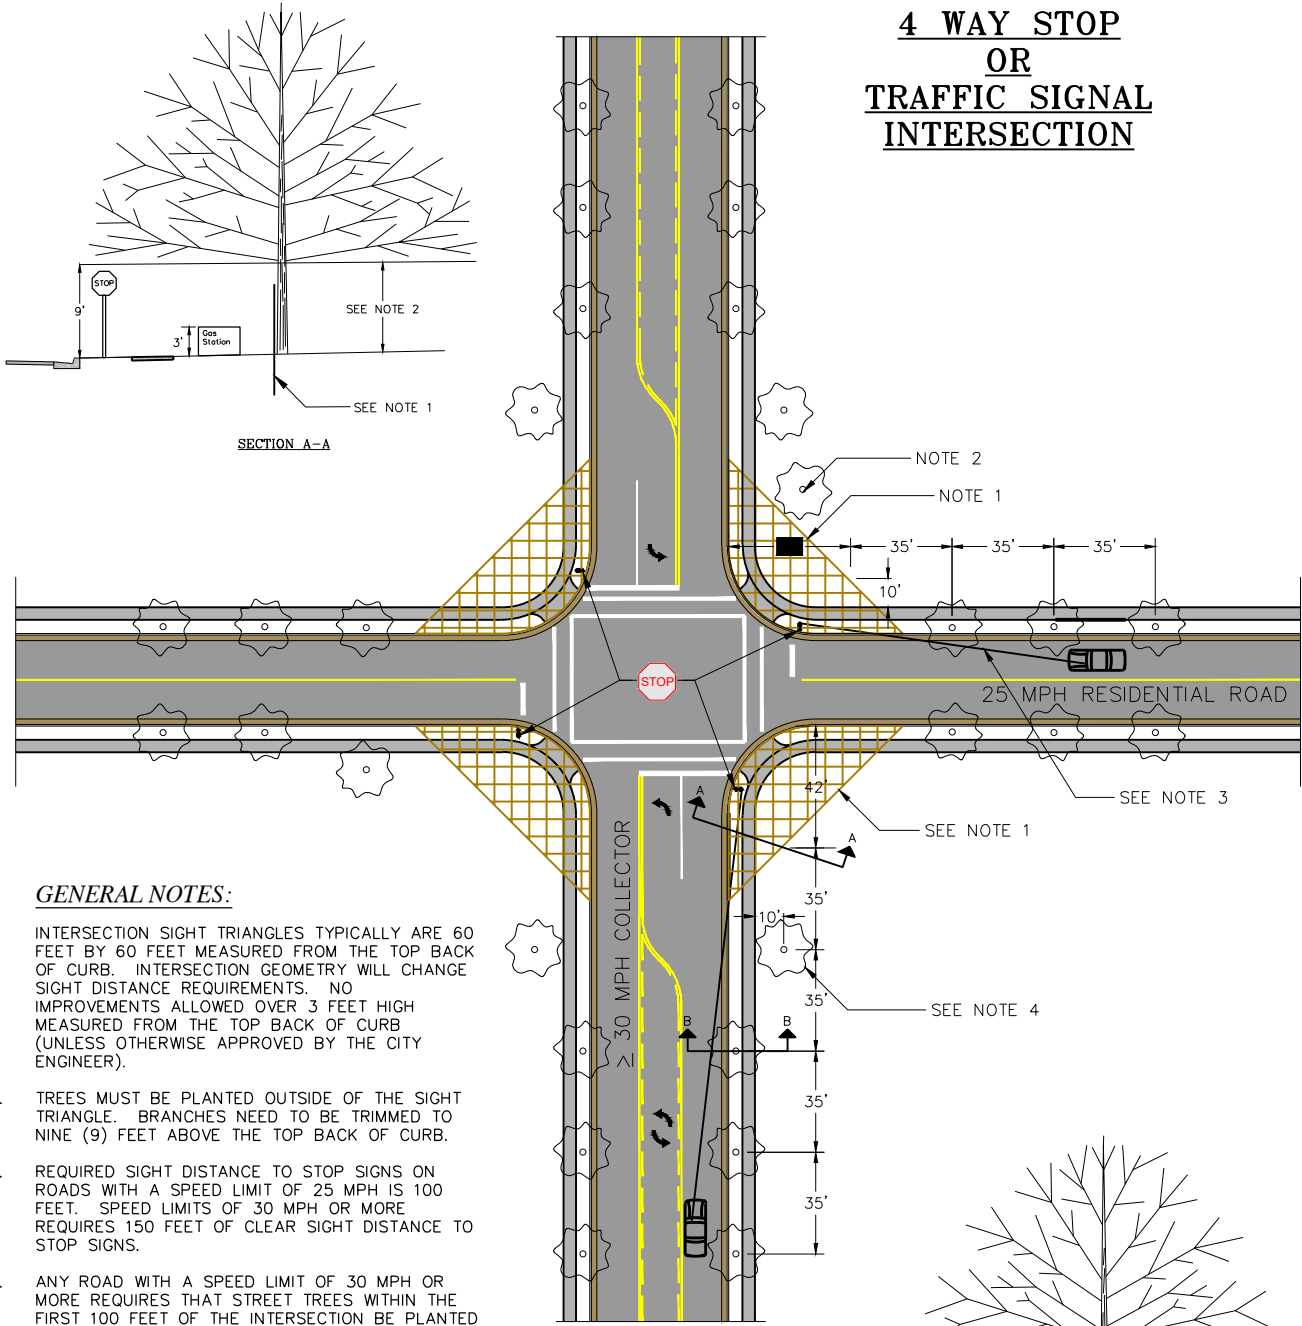 4 WAY STOP
OR
TRAFFIC SIGNAL
INTERSECTION
STOP
9'
3'
Gas
Station
SEE NOTE 2
SEE NOTE 1
SECTION A-A
NOTE 2
NOTE 1
35'
35'
35'
10'
STOP
25 MPH RESIDENTIAL ROAD
SEE NOTE 3
42'
A
A
SEE NOTE 1
≥ 30 MPH COLLECTOR
35'
10'
SEE NOTE 4
35'
B
B
35'
35'
GENERAL NOTES:
INTERSECTION SIGHT TRIANGLES TYPICALLY ARE 60
FEET BY 60 FEET MEASURED FROM THE TOP BACK
OF CURB. INTERSECTION GEOMETRY WILL CHANGE
SIGHT DISTANCE REQUIREMENTS. NO
IMPROVEMENTS ALLOWED OVER 3 FEET HIGH
MEASURED FROM THE TOP BACK OF CURB
(UNLESS OTHERWISE APPROVED BY THE CITY
ENGINEER).
TREES MUST BE PLANTED OUTSIDE OF THE SIGHT
TRIANGLE. BRANCHES NEED TO BE TRIMMED TO
NINE (9) FEET ABOVE THE TOP BACK OF CURB.
REQUIRED SIGHT DISTANCE TO STOP SIGNS ON
ROADS WITH A SPEED LIMIT OF 25 MPH IS 100
FEET. SPEED LIMITS OF 30 MPH OR MORE
REQUIRES 150 FEET OF CLEAR SIGHT DISTANCE TO
STOP SIGNS.
ANY ROAD WITH A SPEED LIMIT OF 30 MPH OR
MORE REQUIRES THAT STREET TREES WITHIN THE
FIRST 100 FEET OF THE INTERSECTION BE PLANTED